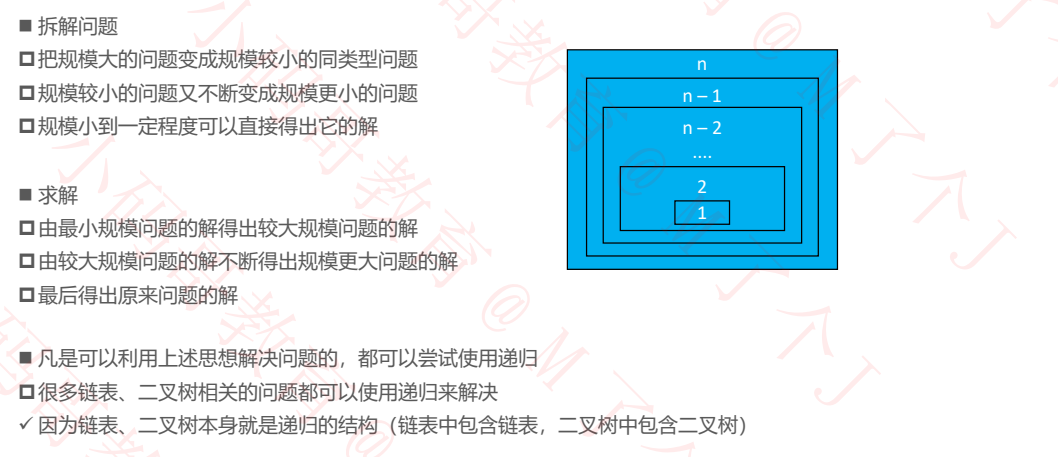 ■ 拆解问题
把规模大的问题变成规模较小的同类型问题
规模较小的问题又不断变成规模更小的问题
规模小到一定程度可以直接得出它的解
■ 求解
由最小规模问题的解得出较大规模问题的解
由较大规模问题的解不断得出规模更大问题的解
最后得出原来问题的解
■ 凡是可以利用上述思想解决问题的，都可以尝试使用递归
很多链表、二叉树相关的问题都可以使用递归来解决
✓ 因为链表、二叉树本身就是递归的结构（链表中包含链表，二叉树中包含二叉树）
n
n – 1
n – 2
....
2
1
小码哥教育@M了个J